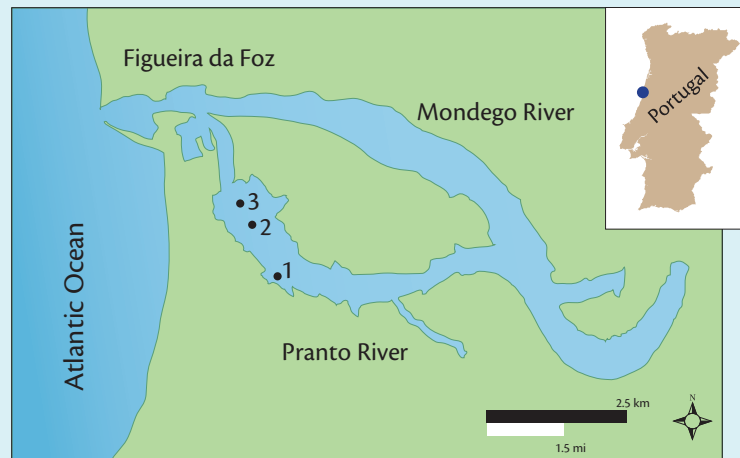 Figueira da Foz
Mondego River
Portugal
3
2
1
Atlantic Ocean
Pranto River
2.5 km
1.5 mi
N